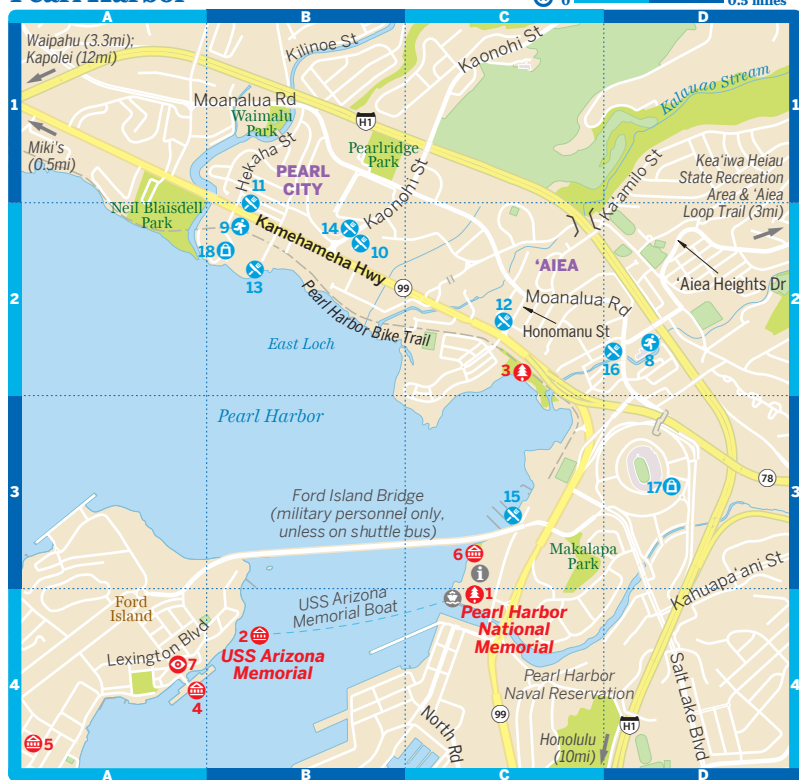 Pearl Harbor
0
0.5 miles
A
B
C
D
Waipahu (3.3mi);
Kapolei (12mi)
Kilinoe St
Kaonohi St
Kalauao Stream
1
1
Moanalua Rd
Waimalu
Park
H1
Miki's
(0.5mi)
Hekaha St
Pearlridge
Park
PEARL
CITY
Kaonohi St
Ka'amilo St
Kea'iwa Heiau
State Recreation
Area & 'Aiea
Loop Trail (3mi)
11
Neil Blaisdell
Park
9
14
10
18
13
Kamehameha Hwy
'AIEA
'Aiea Heights Dr
2
2
99
12
Moanalua Rd
Honomanu St
Pearl Harbor Bike Trail
East Loch
16
8
3
Pearl Harbor
78
3
3
Ford Island Bridge
(military personnel only,
unless on shuttle bus)
15
17
6
Makalapa
Park
Kahuapa'ani St
USS Arizona
Memorial Boat
1
Pearl Harbor
National
Memorial
Ford
Island
2
USS Arizona
Memorial
Lexington Blvd
7
4
4
4
Pearl Harbor
Naval Reservation
Salt Lake Blvd
5
99
North Rd
Honolulu
(10mi)
H1
A
B
C
D